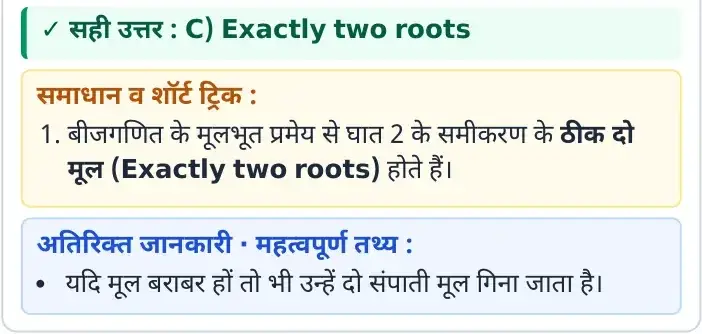 ✓ सही उत्तर : C) Exactly two roots
समाधान व शॉर्ट ट्रिक :
1. बीजगणित के मूलभूत प्रमेय से घात 2 के समीकरण के ठीक दो
मूल (Exactly two roots) होते हैं।
अतिरिक्त जानकारी · महत्वपूर्ण तथ्य :
• यदि मूल बराबर हों तो भी उन्हें दो संपाती मूल गिना जाता है।